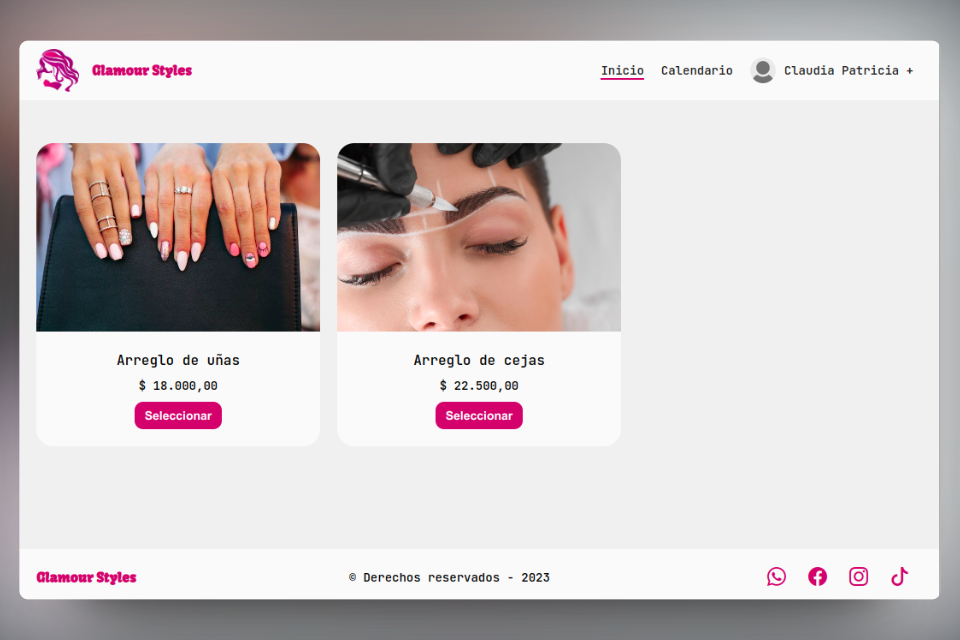 Glamour Styles
Inicio Calendario Claudia Patricia +
Arreglo de uñas
$ 18.000,00
Seleccionar
Arreglo de cejas
$ 22.500,00
Seleccionar
Glamour Styles
© Derechos reservados - 2023